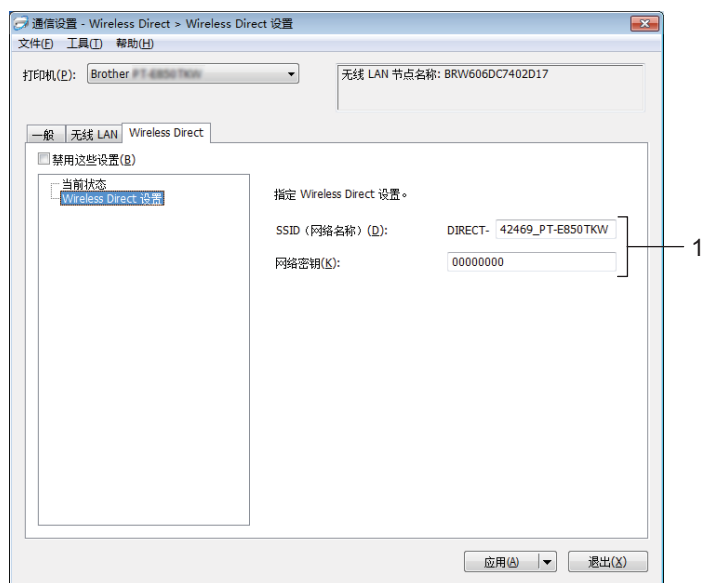 通信设置 - Wireless Direct > Wireless Direct 设置
文件(F) 工具(T) 帮助(H)
打印机(P): Brother
无线 LAN 节点名称: BRW606DC7402D17
一般 无线 LAN Wireless Direct
禁用这些设置(B)
当前状态
Wireless Direct 设置
指定 Wireless Direct 设置。
SSID（网络名称）(D): DIRECT- 42469_PT-E850TKW
网络密钥(K): 00000000
1
应用(A) 退出(X)